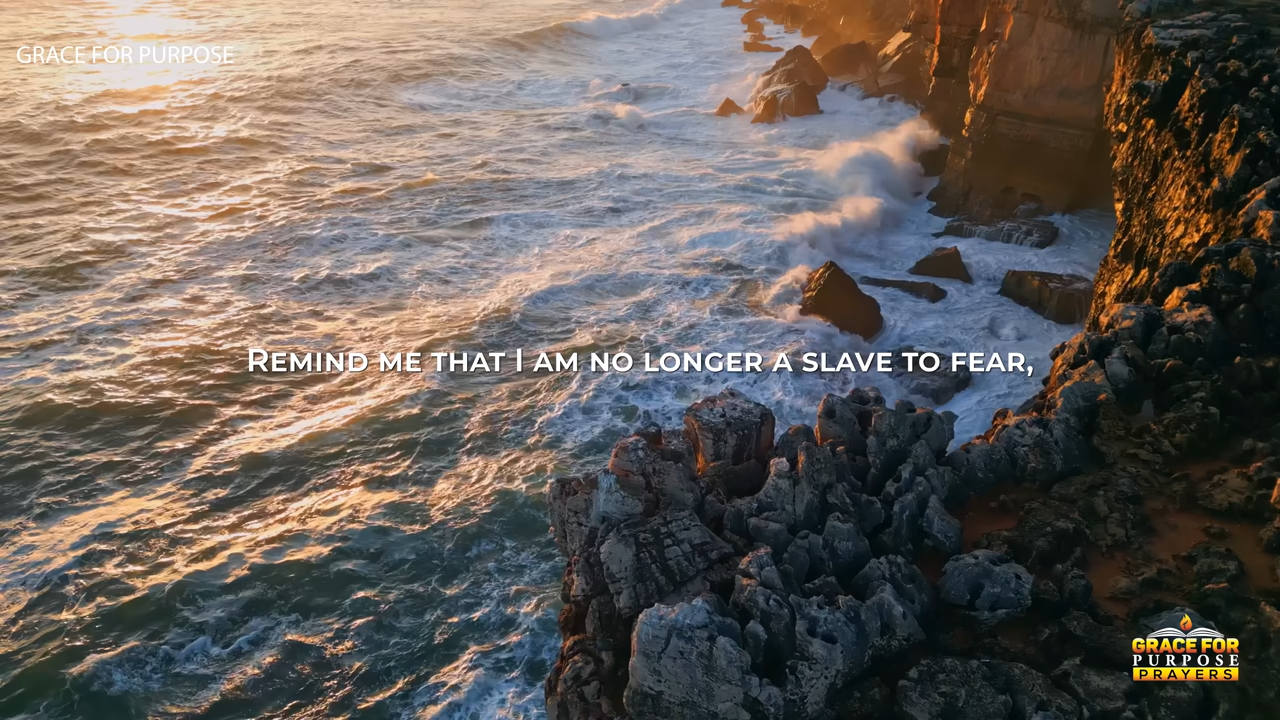 GRACE FOR PURPOSE
REMIND ME THAT I AM NO LONGER A SLAVE TO FEAR,
GRACE FOR
PURPOSE
PRAYERS